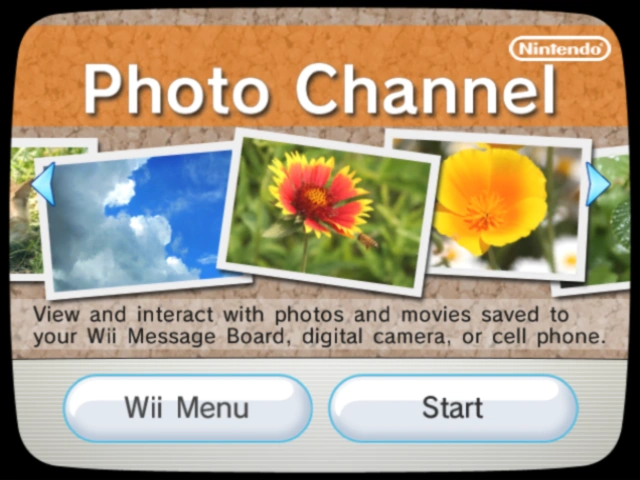 Nintendo
Photo Channel
View and interact with photos and movies saved to
your Wii Message Board, digital camera, or cell phone.
Wii Menu
Start